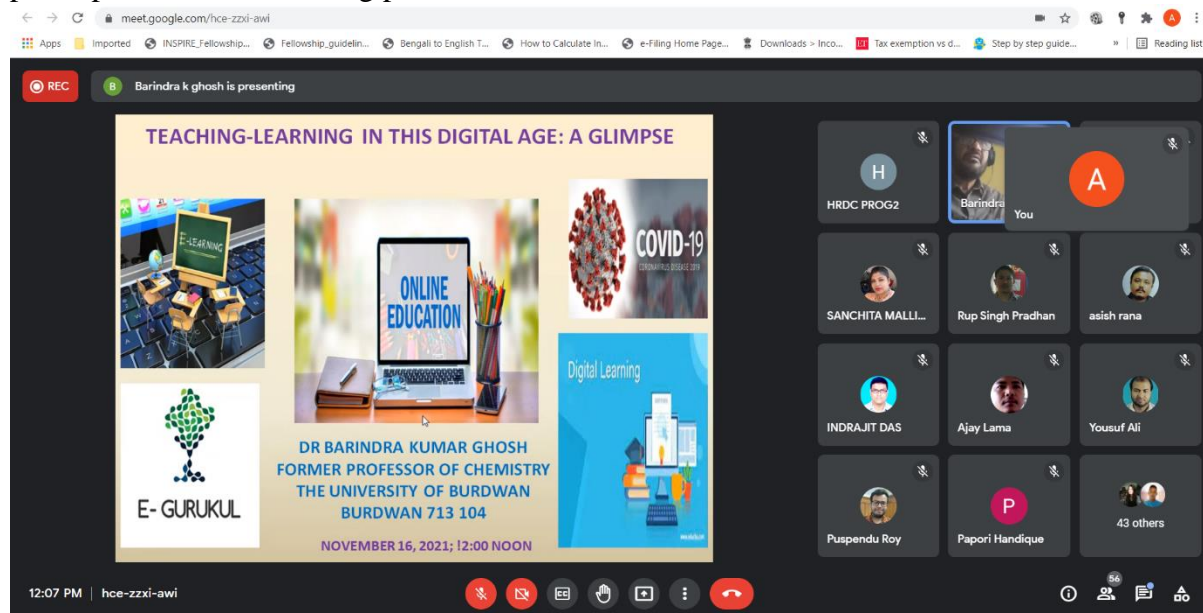 meet.google.com/hce-zzxi-awi
Apps Imported INSPIRE_Fellowship... Fellowship_guidelin... Bengali to English T... How to Calculate In... e-Filing Home Page... Downloads > Inco... Tax exemption vs d... Step by step guide... » Reading list
REC B Barindra k ghosh is presenting
TEACHING-LEARNING IN THIS DIGITAL AGE: A GLIMPSE
E-LEARNING
ONLINE
EDUCATION
COVID-19
CORONAVIRUS DISEASE 2019
Digital Learning
E- GURUKUL
DR BARINDRA KUMAR GHOSH
FORMER PROFESSOR OF CHEMISTRY
THE UNIVERSITY OF BURDWAN
BURDWAN 713 104
NOVEMBER 16, 2021; !2:00 NOON
H
HRDC PROG2
Barindra
A
You
SANCHITA MALLI...
Rup Singh Pradhan
asish rana
INDRAJIT DAS
Ajay Lama
Yousuf Ali
Puspendu Roy
P
Papori Handique
43 others
12:07 PM | hce-zzxi-awi
56